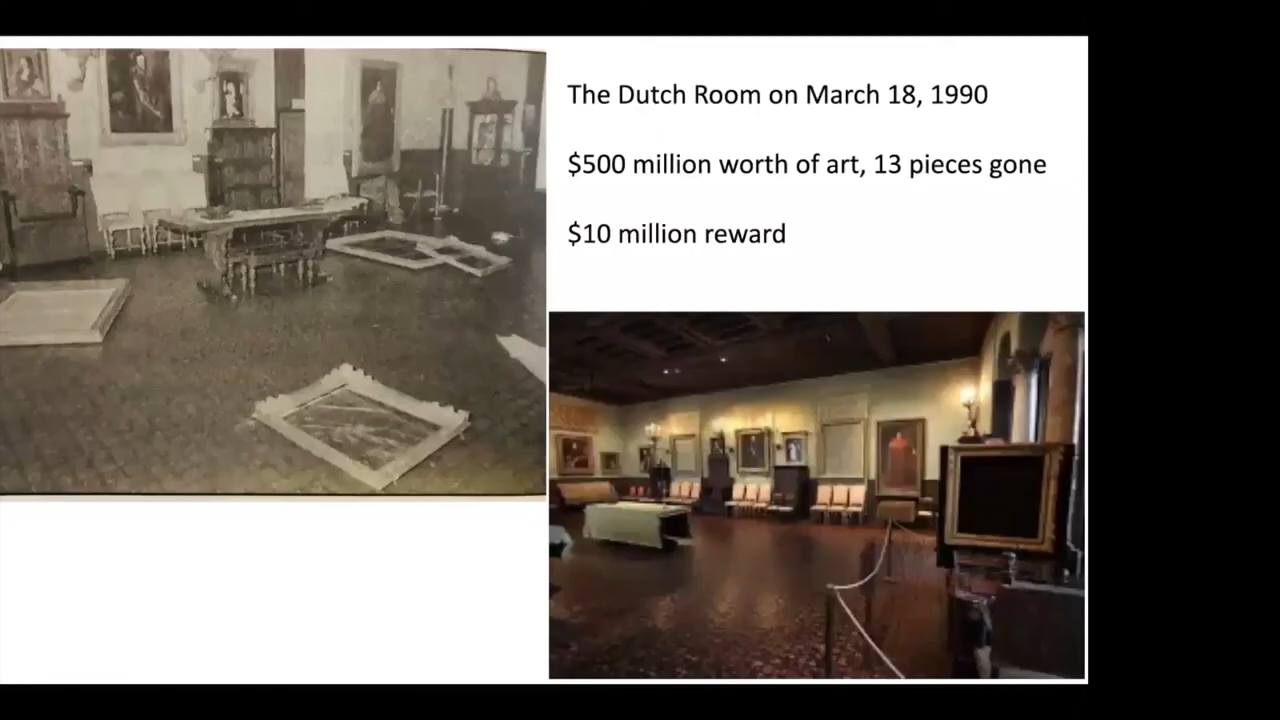 The Dutch Room on March 18, 1990
$500 million worth of art, 13 pieces gone
$10 million reward